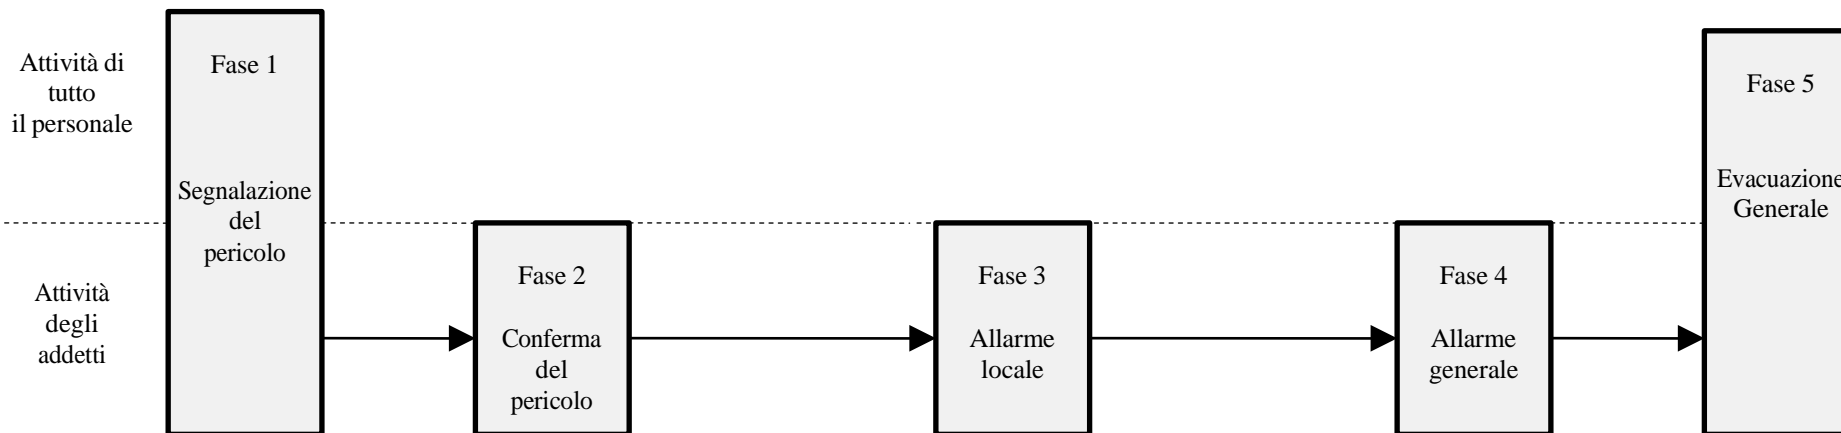 Attività di
tutto
il personale
Fase 1
Segnalazione
del
pericolo
Fase 5
Evacuazione
Generale
Attività
degli
addetti
Fase 2
Conferma
del
pericolo
Fase 3
Allarme
locale
Fase 4
Allarme
generale